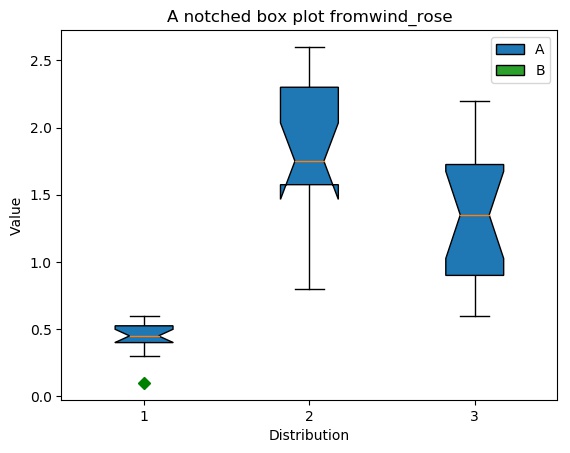 A notched box plot fromwind_rose
A
B
Value
2.5
2.0
1.5
1.0
0.5
0.0
1 2 3
Distribution